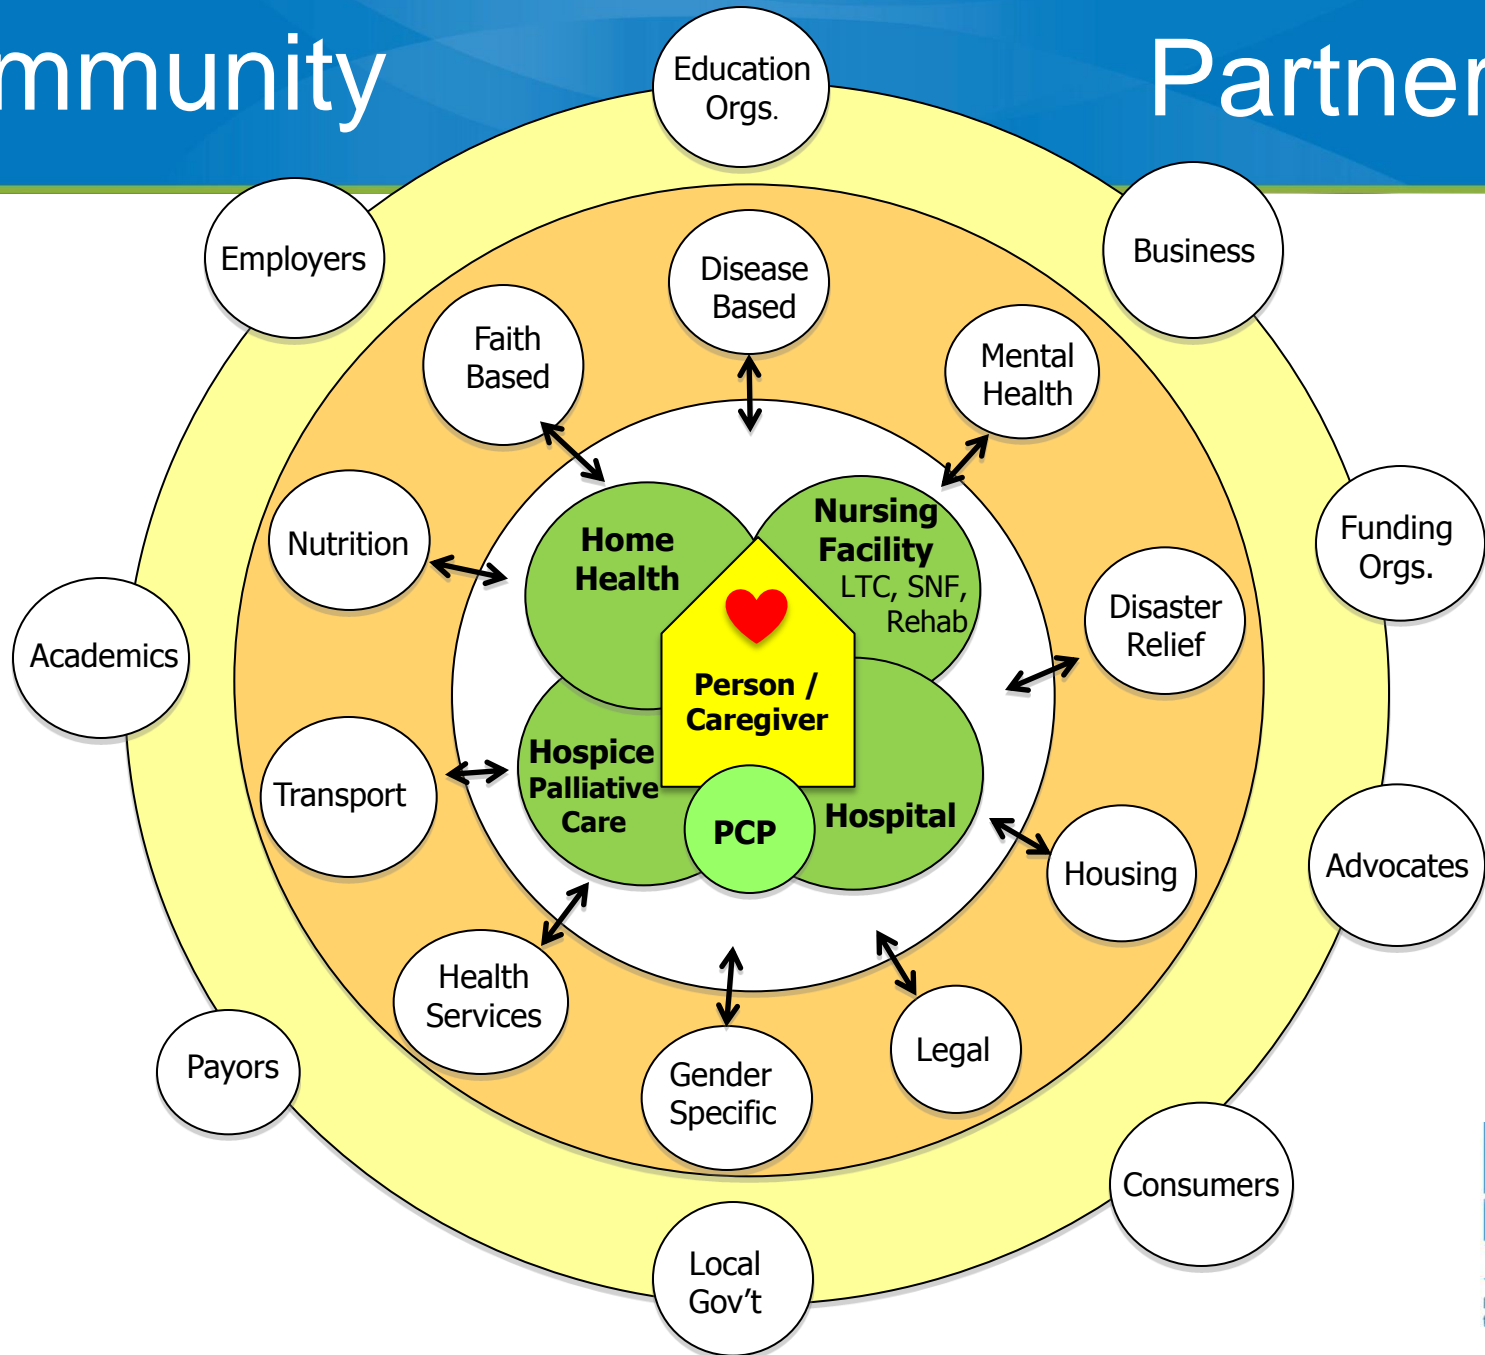 mmunity
Partner
Education
Orgs.
Employers
Business
Disease
Based
Faith
Based
Mental
Health
Nutrition
Funding
Orgs.
Home
Health
Nursing
Facility
LTC, SNF,
Rehab
Disaster
Relief
Academics
Person /
Caregiver
Transport
Hospice
Palliative
Care
PCP
Hospital
Housing
Advocates
Health
Services
Legal
Payors
Gender
Specific
Consumers
Local
Gov’t